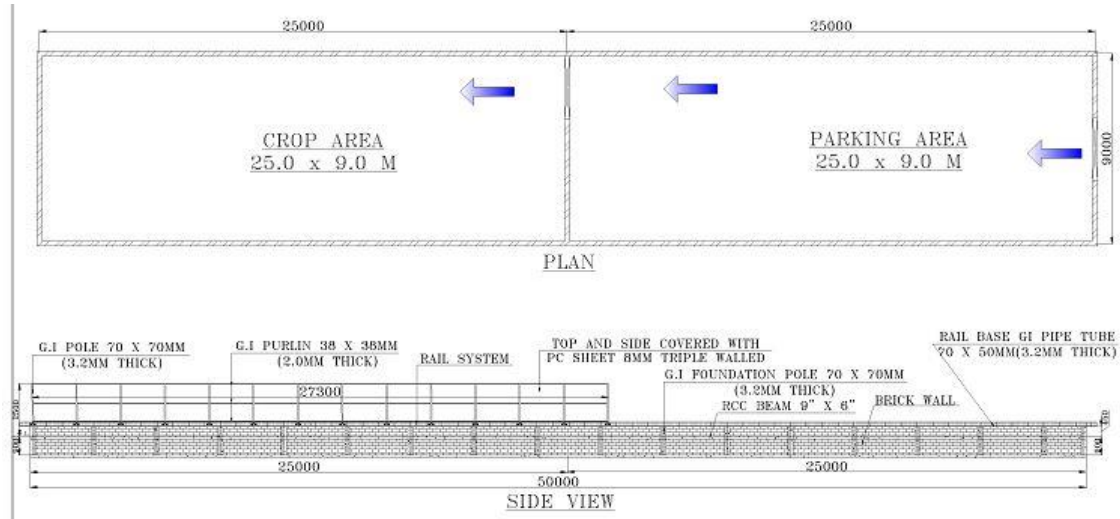 25000
25000
CROP AREA
25.0 x 9.0 M
PARKING AREA
25.0 x 9.0 M
9000
PLAN
G.I POLE 70 X 70MM
(3.2MM THICK)
G.I PURLIN 38 X 38MM
(2.0MM THICK)
RAIL SYSTEM
TOP AND SIDE COVERED WITH
PC SHEET 8MM TRIPLE WALLED
RAIL BASE GI PIPE TUBE
70 X 50MM(3.2MM THICK)
27300
G.I FOUNDATION POLE 70 X 70MM
(3.2MM THICK)
RCC BEAM 9" X 6"
BRICK WALL
25000
25000
50000
SIDE VIEW